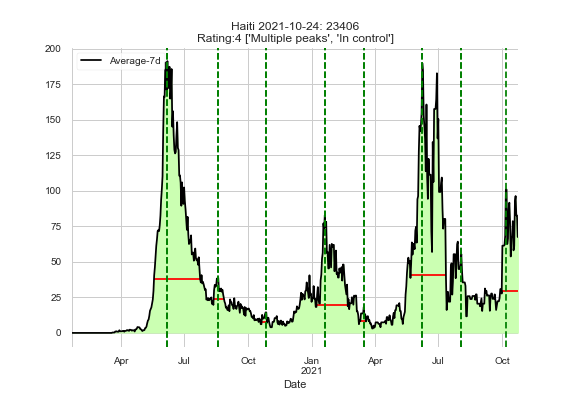 Haiti 2021-10-24: 23406
Rating:4 ['Multiple peaks', 'In control']
Average-7d
200
175
150
125
100
75
50
25
0
Apr Jul Oct Jan Apr Jul Oct
2021
Date